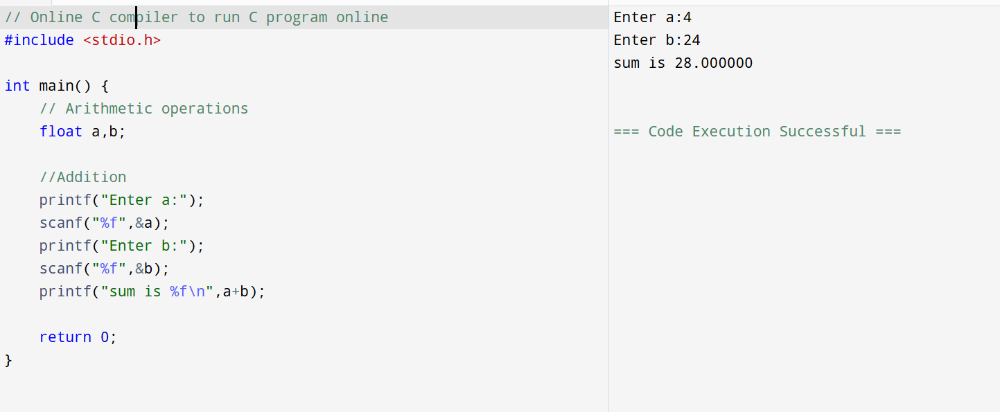 // Online C compiler to run C program online
#include <stdio.h>
int main() {
    // Arithmetic operations
    float a,b;
    //Addition
    printf("Enter a:");
    scanf("%f",&a);
    printf("Enter b:");
    scanf("%f",&b);
    printf("sum is %f\n",a+b);
    return 0;
}
Enter a:4
Enter b:24
sum is 28.000000
=== Code Execution Successful ===